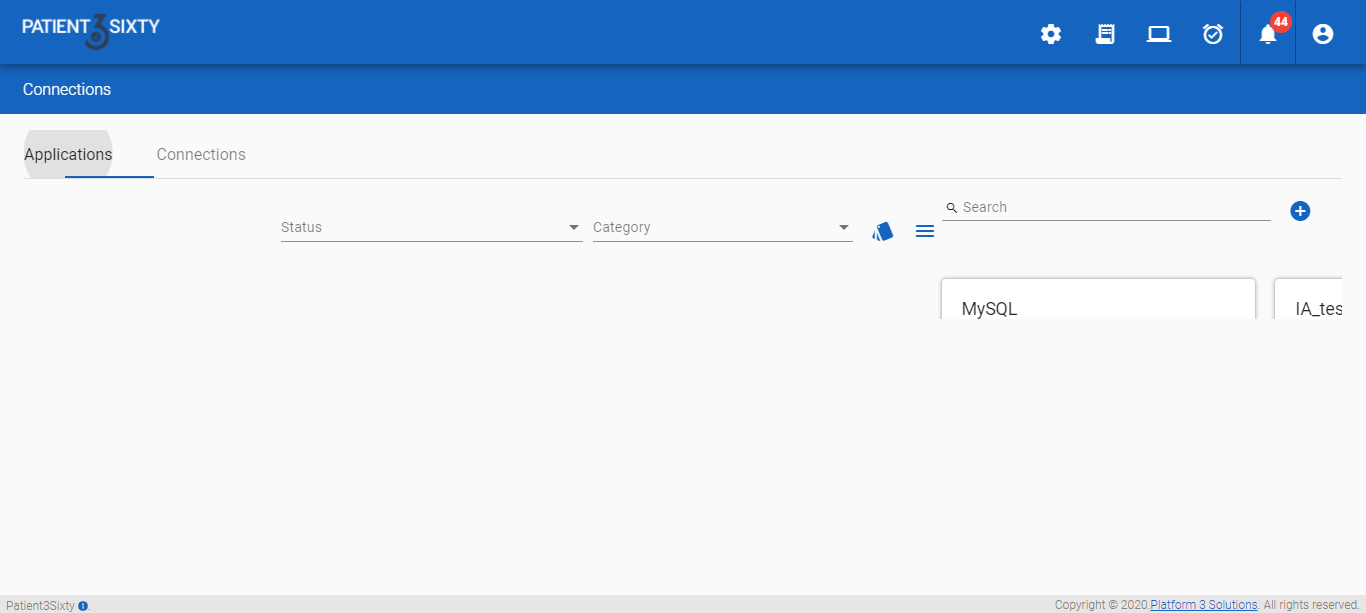 PATIENT3SIXTY
44
Connections
Applications
Connections
Search
Status
Category
MySQL
IA_tes
Patient3Sixty
Copyright © 2020.Platform 3 Solutions. All rights reserved.